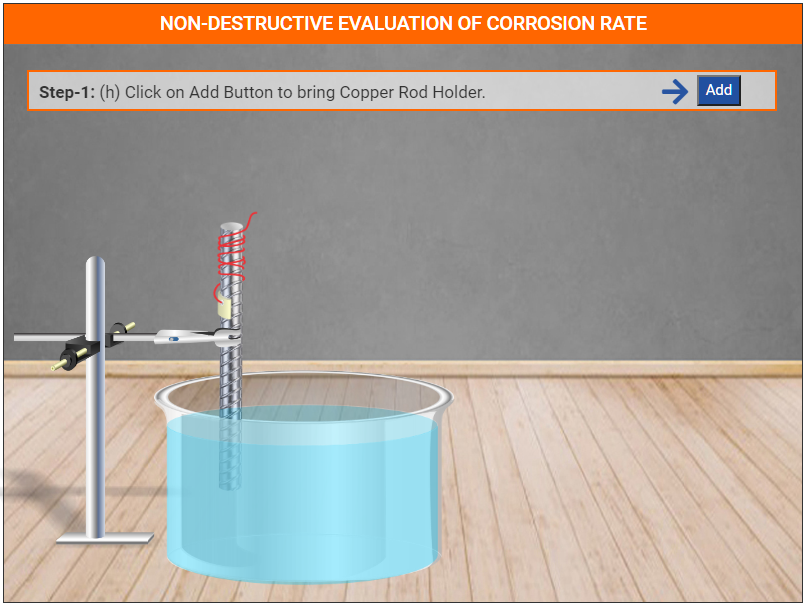 NON-DESTRUCTIVE EVALUATION OF CORROSION RATE
Step-1: (h) Click on Add Button to bring Copper Rod Holder.
Add